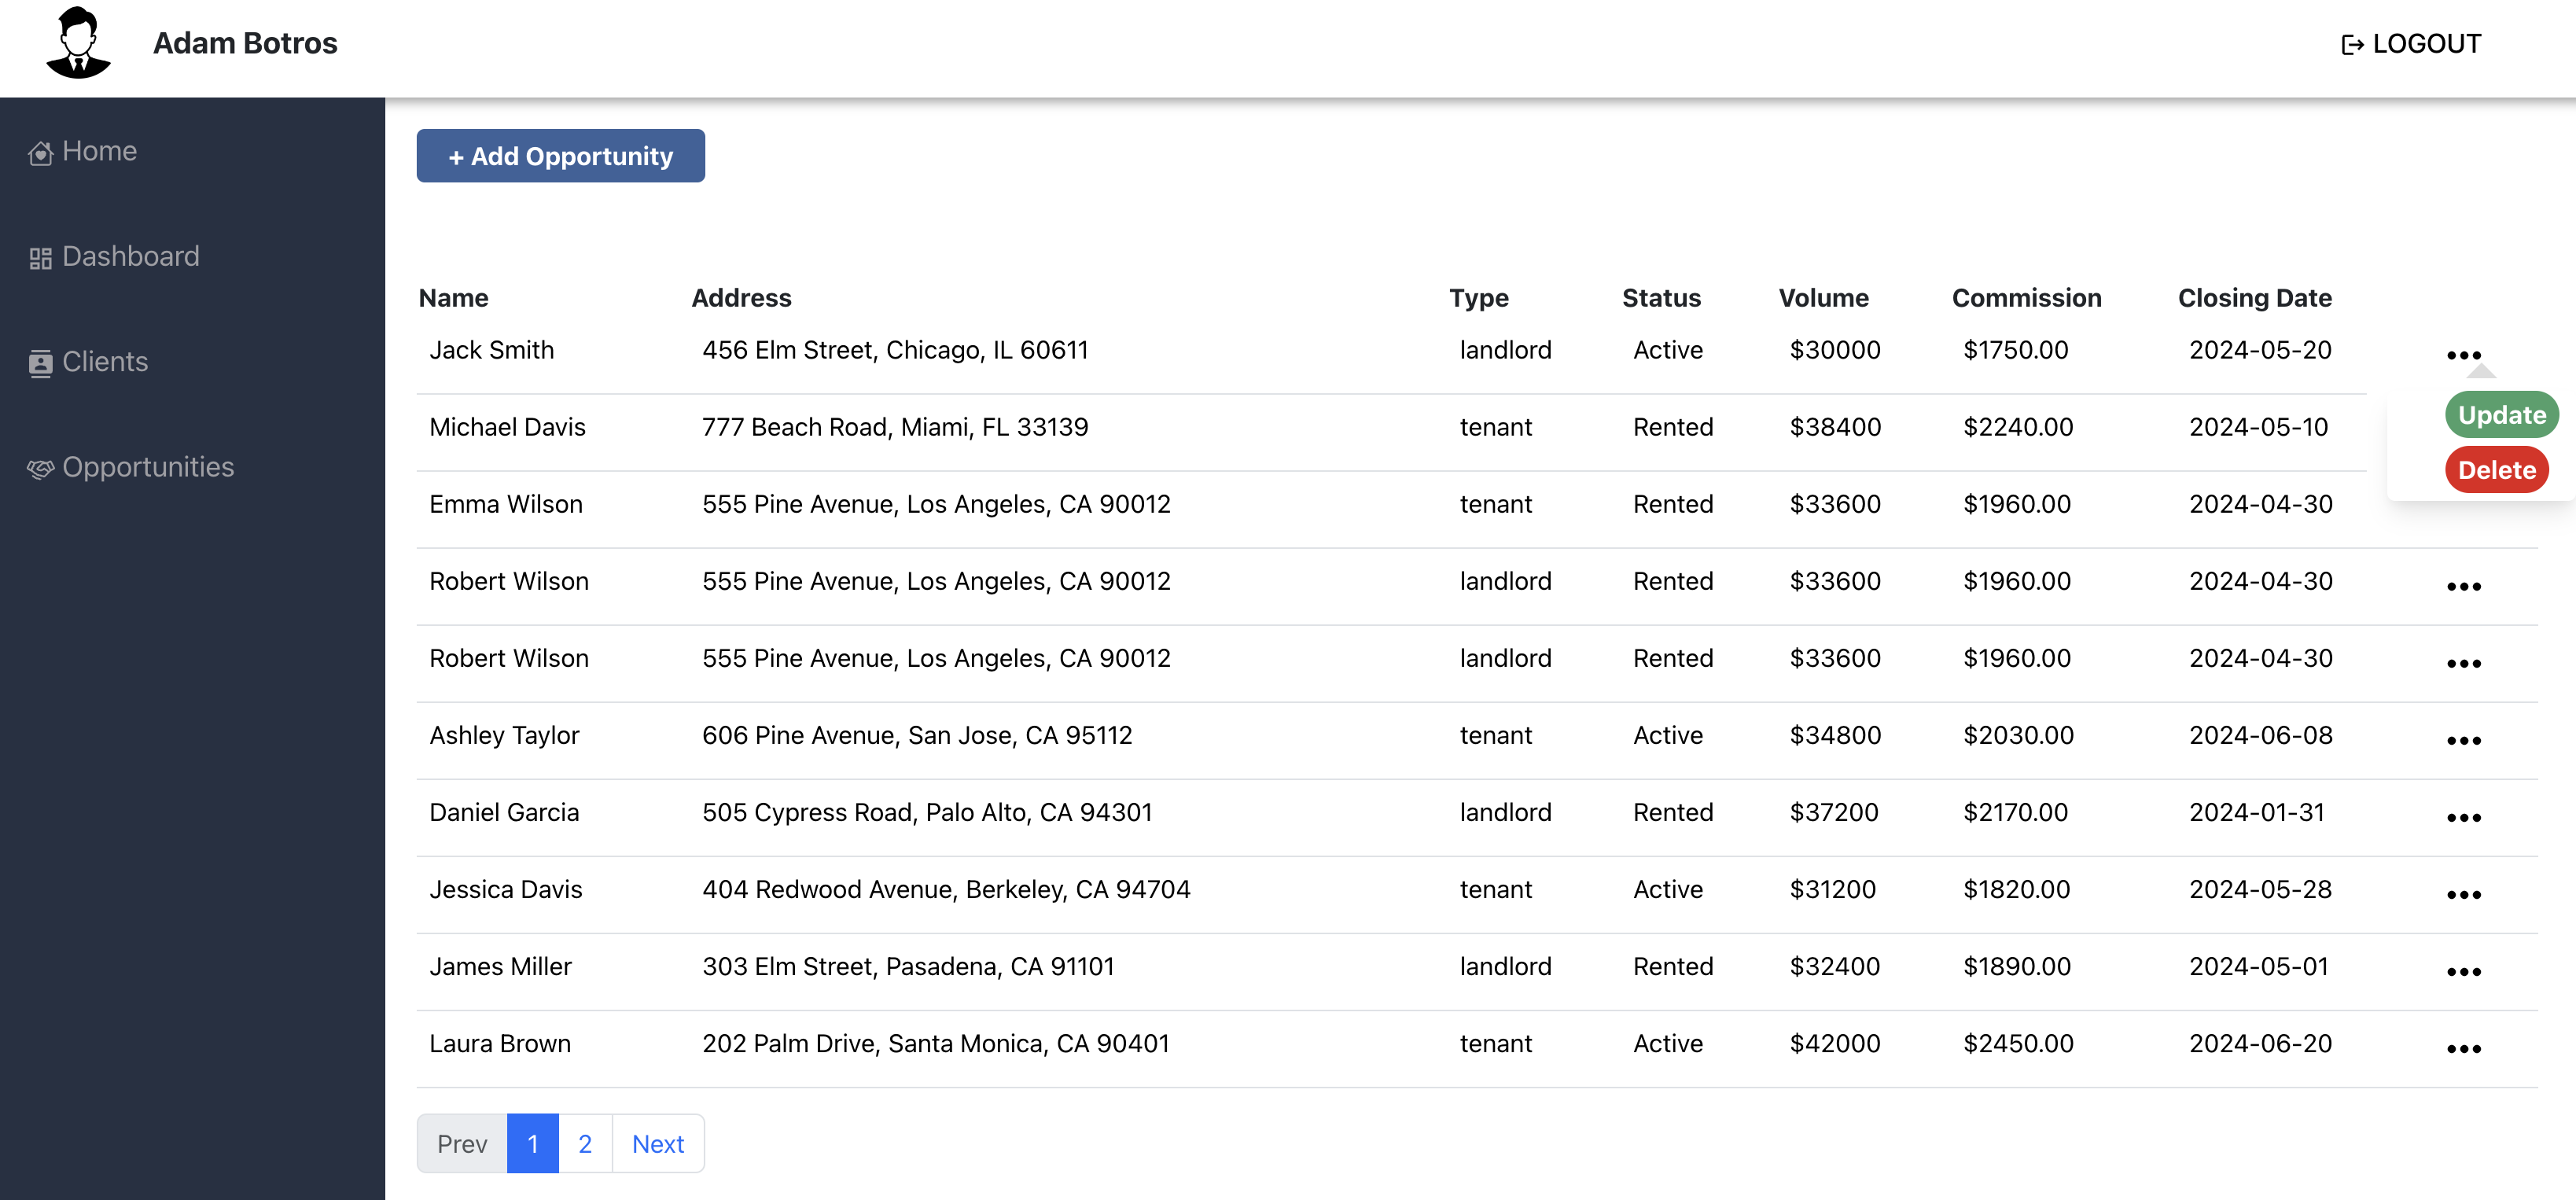 Adam Botros
LOGOUT
Home
Dashboard
Clients
Opportunities
+ Add Opportunity
Name Address Type Status Volume Commission Closing Date
Jack Smith 456 Elm Street, Chicago, IL 60611 landlord Active $30000 $1750.00 2024-05-20 •••
Update
Delete
Michael Davis 777 Beach Road, Miami, FL 33139 tenant Rented $38400 $2240.00 2024-05-10
Emma Wilson 555 Pine Avenue, Los Angeles, CA 90012 tenant Rented $33600 $1960.00 2024-04-30
Robert Wilson 555 Pine Avenue, Los Angeles, CA 90012 landlord Rented $33600 $1960.00 2024-04-30 •••
Robert Wilson 555 Pine Avenue, Los Angeles, CA 90012 landlord Rented $33600 $1960.00 2024-04-30 •••
Ashley Taylor 606 Pine Avenue, San Jose, CA 95112 tenant Active $34800 $2030.00 2024-06-08 •••
Daniel Garcia 505 Cypress Road, Palo Alto, CA 94301 landlord Rented $37200 $2170.00 2024-01-31 •••
Jessica Davis 404 Redwood Avenue, Berkeley, CA 94704 tenant Active $31200 $1820.00 2024-05-28 •••
James Miller 303 Elm Street, Pasadena, CA 91101 landlord Rented $32400 $1890.00 2024-05-01 •••
Laura Brown 202 Palm Drive, Santa Monica, CA 90401 tenant Active $42000 $2450.00 2024-06-20 •••
Prev 1 2 Next